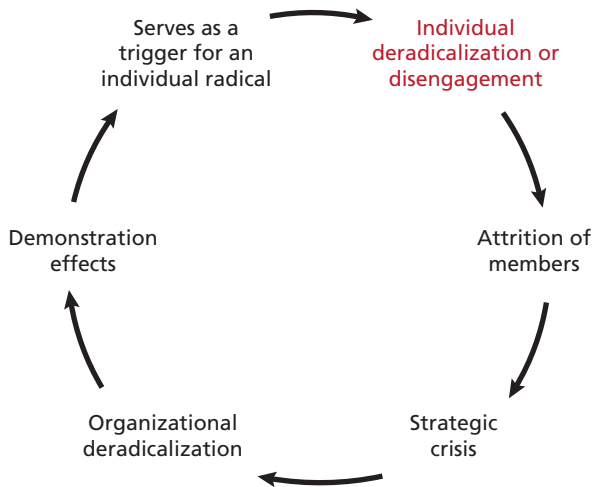 Serves as a
trigger for an
individual radical
Individual
deradicalization or
disengagement
Attrition of
members
Strategic
crisis
Organizational
deradicalization
Demonstration
effects